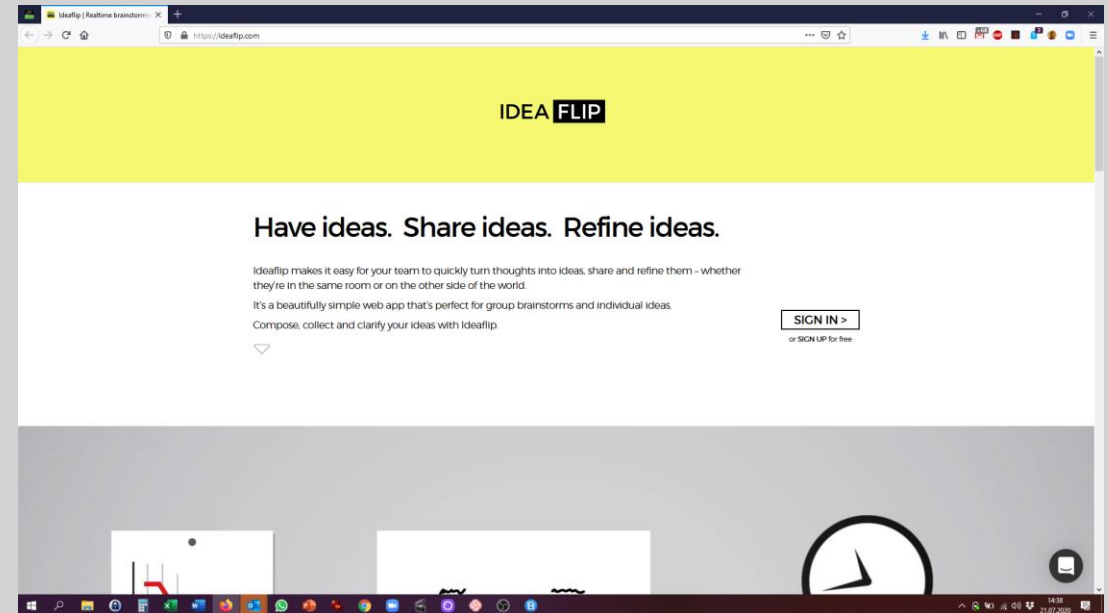 Ideaflip | Realtime brainstormin
https://ideaflip.com
IDEA FLIP
Have ideas. Share ideas. Refine ideas.
Ideaflip makes it easy for your team to quickly turn thoughts into ideas, share and refine them – whether
they're in the same room or on the other side of the world.
It's a beautifully simple web app that's perfect for group brainstorms and individual ideas.
Compose, collect and clarify your ideas with Ideaflip.
SIGN IN >
or SIGN UP for free
14:38
21.07.2020